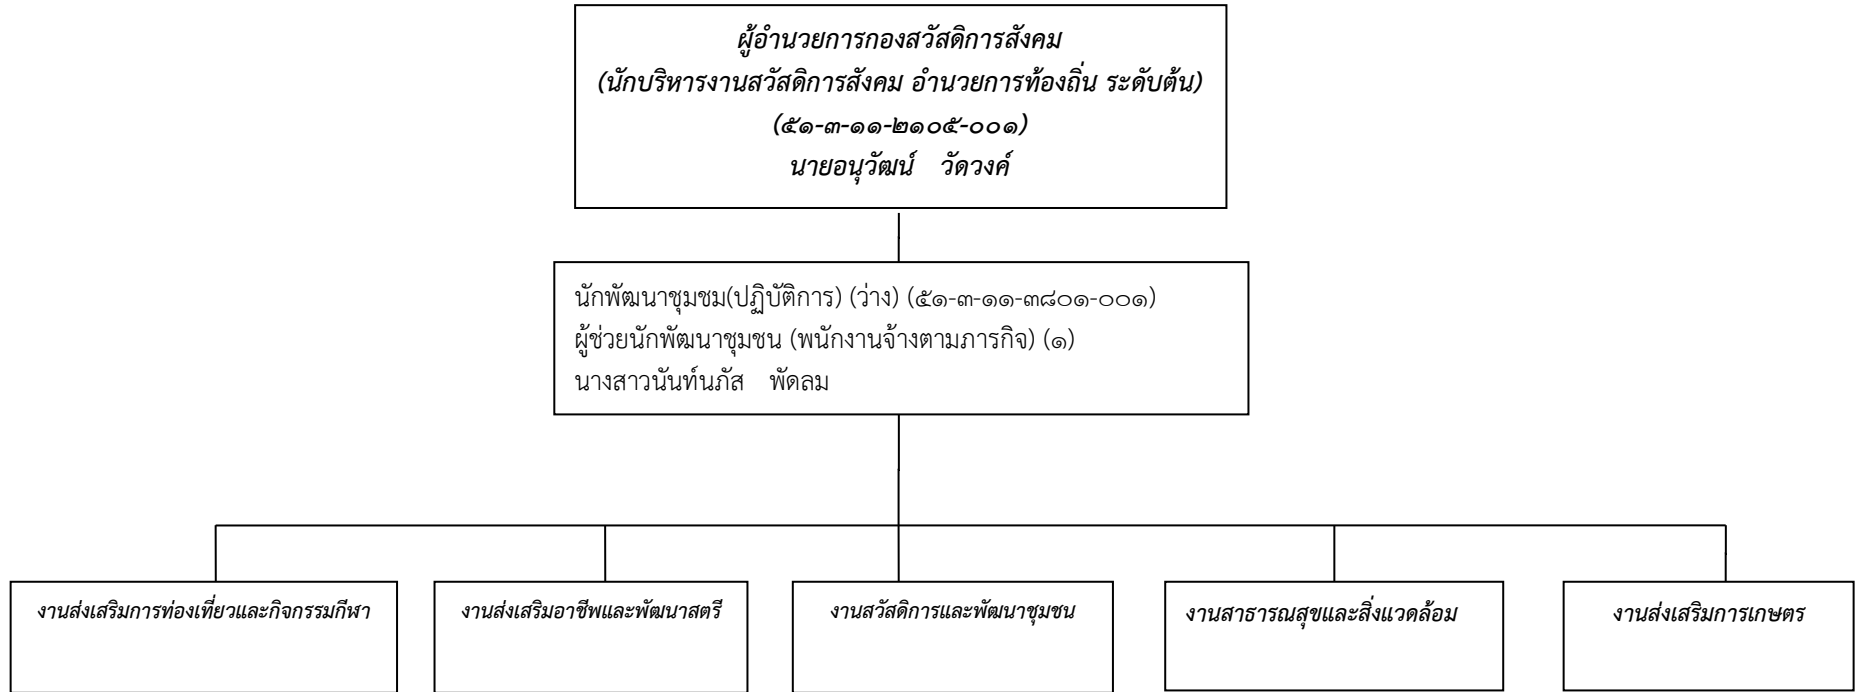 ผู้อำนวยการกองสวัสดิการสังคม
(นักบริหารงานสวัสดิการสังคม อำนวยการท้องถิ่น ระดับต้น)
(๕๑-๓-๑๑-๒๑๐๕-๐๐๑)
นายอนุวัฒน์ วัดวงค์
นักพัฒนาชุมชม(ปฏิบัติการ) (ว่าง) (๕๑-๓-๑๑-๓๘๐๑-๐๐๑)
ผู้ช่วยนักพัฒนาชุมชน (พนักงานจ้างตามภารกิจ) (๑)
นางสาวนันท์นภัส พัดลม
งานส่งเสริมการท่องเที่ยวและกิจกรรมกีฬา
งานส่งเสริมอาชีพและพัฒนาสตรี
งานสวัสดิการและพัฒนาชุมชน
งานสาธารณสุขและสิ่งแวดล้อม
งานส่งเสริมการเกษตร